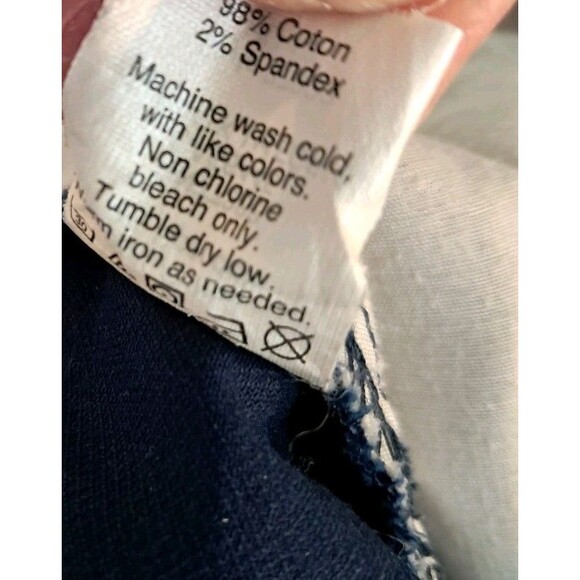 98% Coton
2% Spandex
Machine wash cold,
with like colors.
Non chlorine
bleach only.
Tumble dry low.
iron as needed.